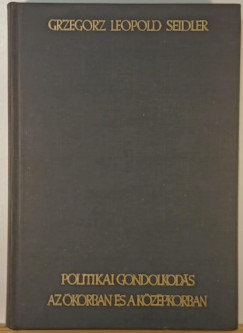 GRZEGORZ LEOPOLD SEIDLER
POLITIKAI GONDOLKODÁS
AZ ÓKORBAN ÉS A KÖZÉPKORBAN